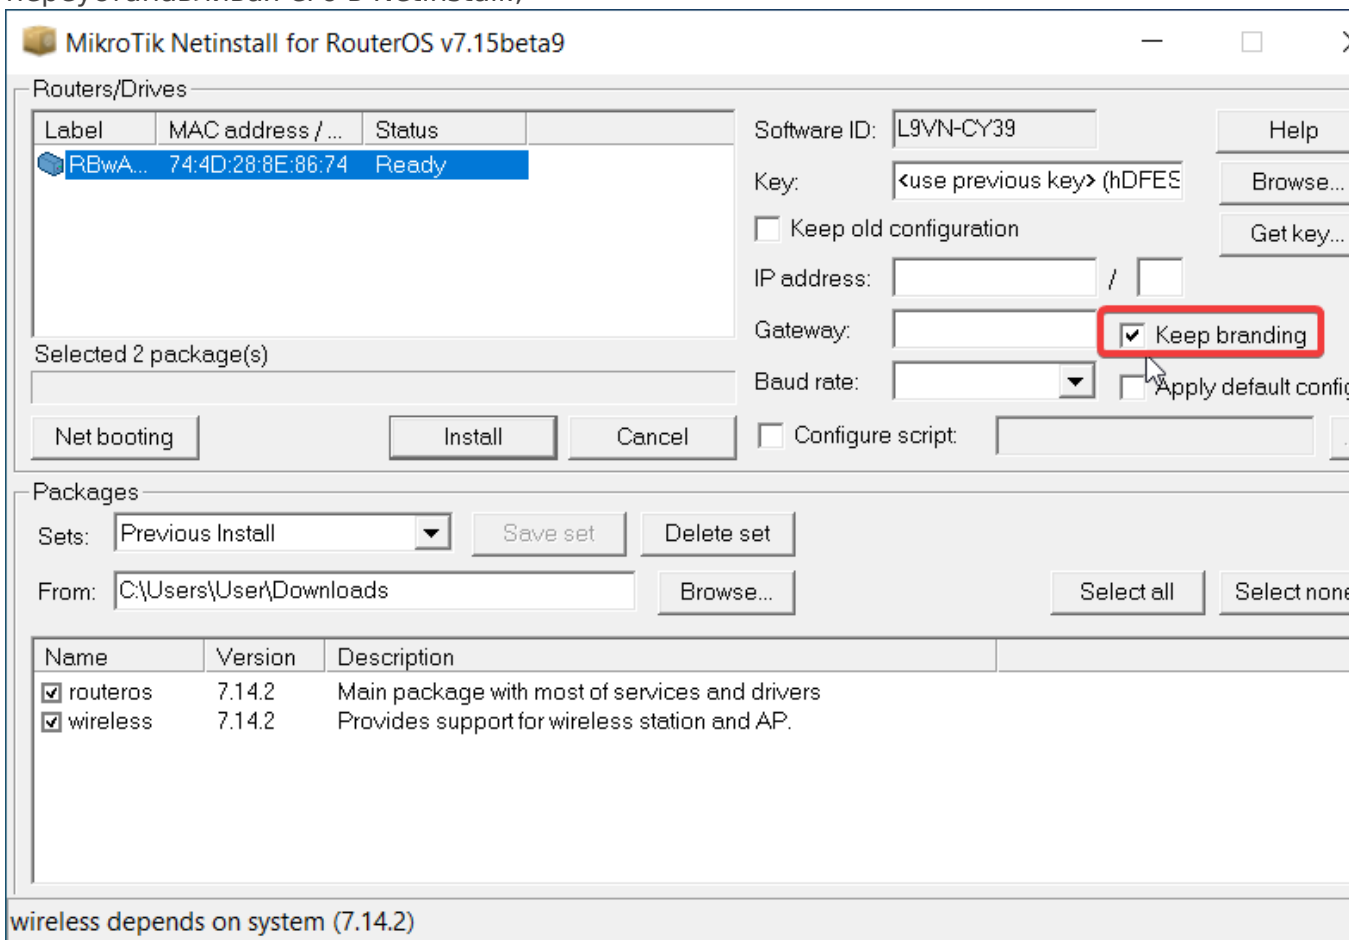 MikroTik Netinstall for RouterOS v7.15beta9
Routers/Drives
Label MAC address / ... Status
RBwA... 74:4D:28:8E:86:74 Ready
Selected 2 package(s)
Net booting Install Cancel
Software ID: L9VN-CY39 Help
Key: <use previous key> (hDFES Browse...
Keep old configuration Get key...
IP address: /
Gateway: Keep branding
Baud rate: Apply default config
Configure script:
Packages
Sets: Previous Install Save set Delete set
From: C:\Users\User\Downloads Browse... Select all Select none
Name Version Description
routeros 7.14.2 Main package with most of services and drivers
wireless 7.14.2 Provides support for wireless station and AP.
wireless depends on system (7.14.2)